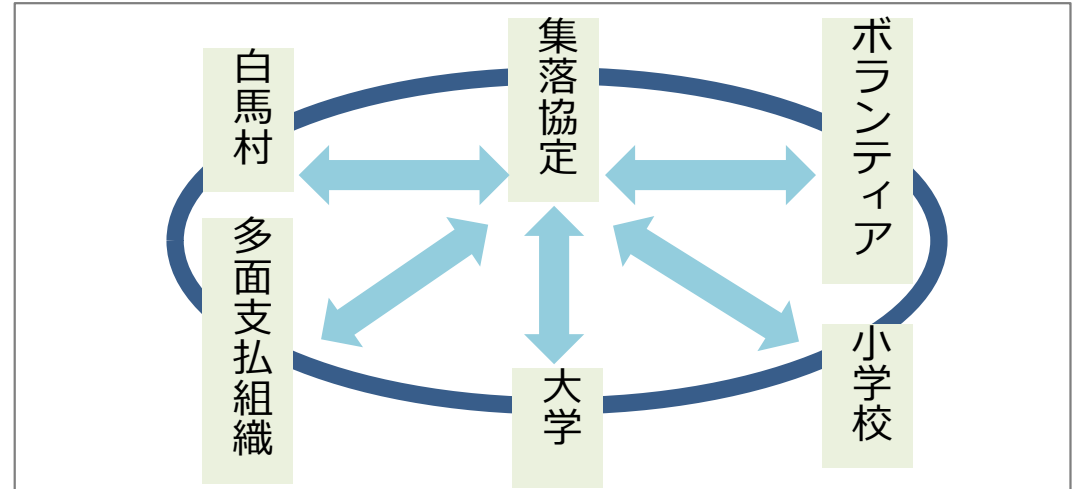 白馬村
集落協定
ボランティア
多面支払組織
大学
小学校